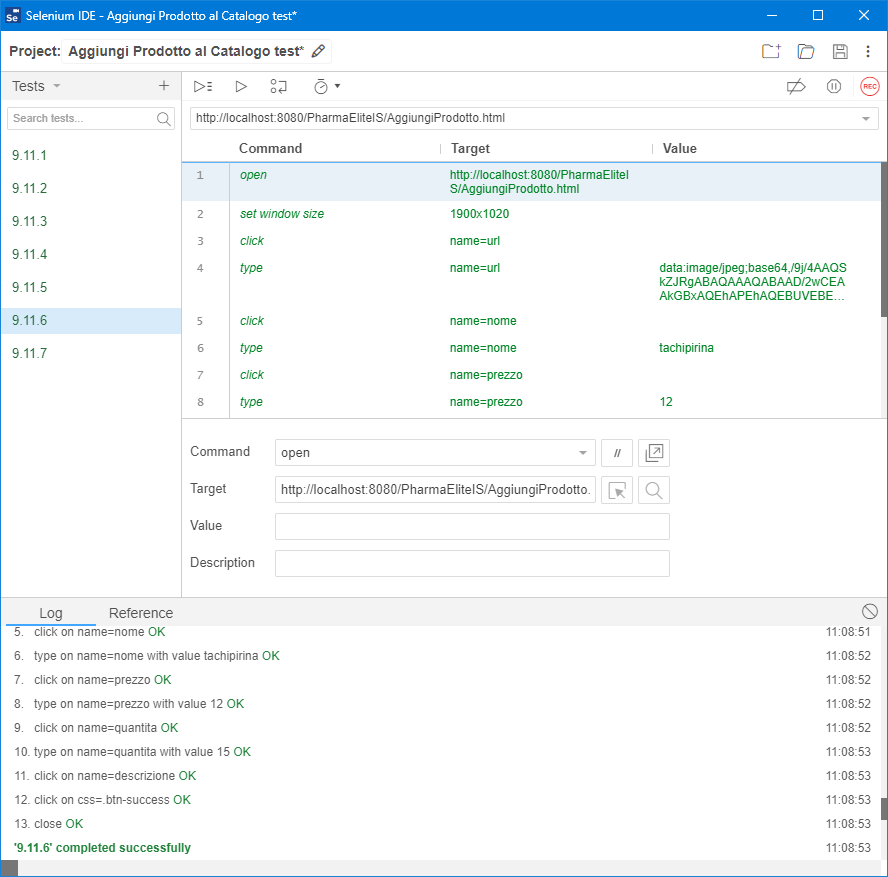 Se Selenium IDE - Aggiungi Prodotto al Catalogo test*
Project: Aggiungi Prodotto al Catalogo test*
Tests
REC
Search tests...
http://localhost:8080/PharmaEliteIS/AggiungiProdotto.html
9.11.1
9.11.2
9.11.3
9.11.4
9.11.5
9.11.6
9.11.7
Command Target Value
1 open http://localhost:8080/PharmaEliteI
S/AggiungiProdotto.html
2 set window size 1900x1020
3 click name=url
4 type name=url data:image/jpeg;base64,/9j/4AAQS
kZJRgABAQAAAQABAAD/2wCEA
AkGBxAQEhAPEhAQEBUVEBE...
5 click name=nome
6 type name=nome tachipirina
7 click name=prezzo
8 type name=prezzo 12
Command open //
Target http://localhost:8080/PharmaEliteIS/AggiungiProdotto.
Value
Description
Log Reference
5. click on name=nome OK 11:08:51
6. type on name=nome with value tachipirina OK 11:08:52
7. click on name=prezzo OK 11:08:52
8. type on name=prezzo with value 12 OK 11:08:52
9. click on name=quantita OK 11:08:52
10. type on name=quantita with value 15 OK 11:08:53
11. click on name=descrizione OK 11:08:53
12. click on css=.btn-success OK 11:08:53
13. close OK 11:08:53
'9.11.6' completed successfully 11:08:53